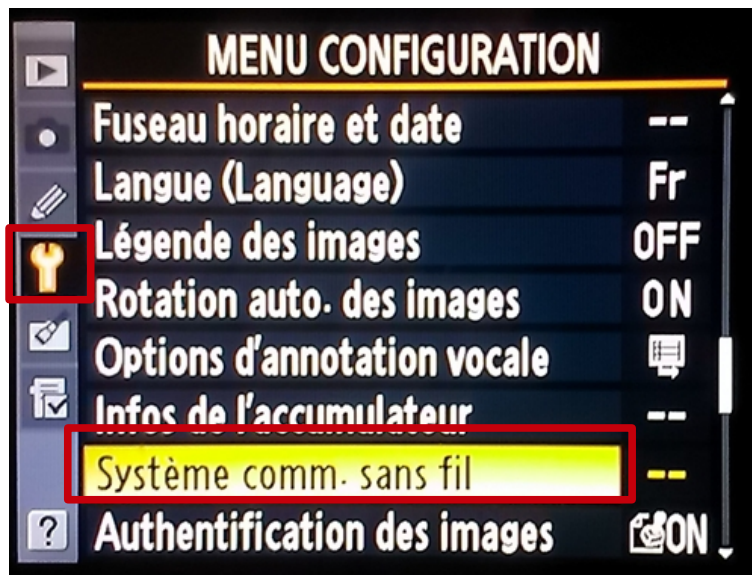 MENU CONFIGURATION
Fuseau horaire et date --
Langue (Language) Fr
Légende des images OFF
Rotation auto. des images ON
Options d'annotation vocale
Infos de l'accumulateur --
Système comm. sans fil --
Authentification des images ON
?